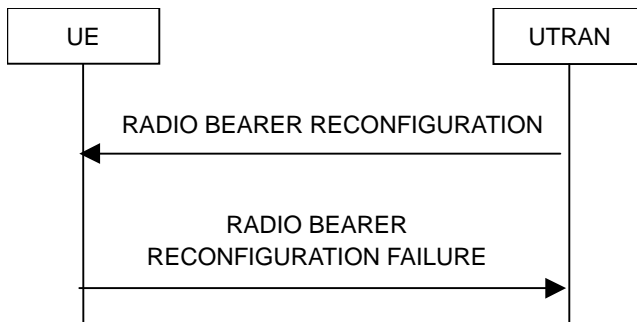 UE
UTRAN
RADIO BEARER RECONFIGURATION
RADIO BEARER
RECONFIGURATION FAILURE